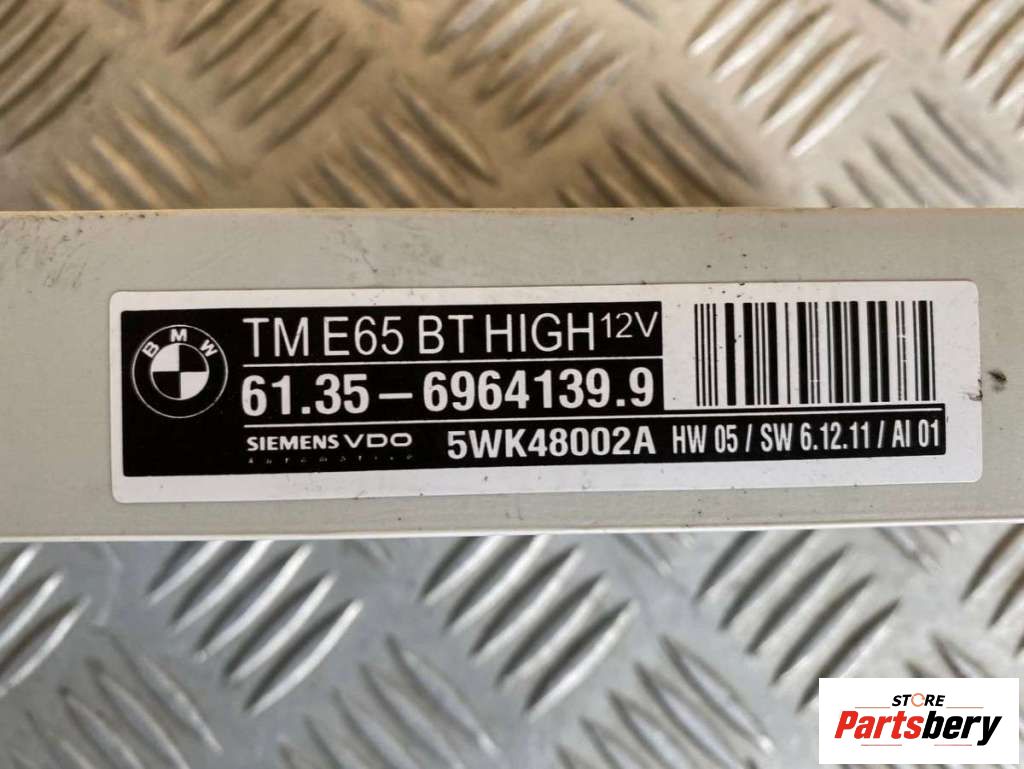 BMW
TM E65 BT HIGH 12V
61.35 – 6964139.9
SIEMENS VDO 5WK48002A HW 05 / SW 6.12.11 / AI 01
Automotive
STORE
Partsbery